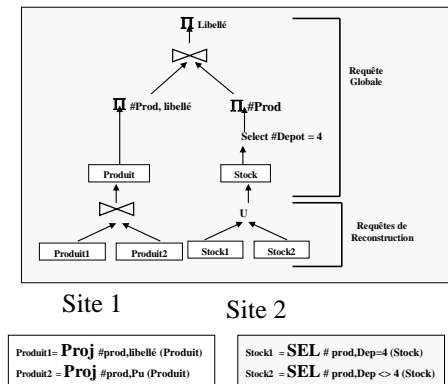 Π Libellé
Requête
Globale
Π #Prod, libellé
Π #Prod
Select #Depot = 4
Produit
Stock
U
Requêtes de
Reconstruction
Produit1
Produit2
Stock1
Stock2
Site 1
Site 2
Produit1= Proj #prod,libellé (Produit)
Produit2 = Proj #prod,Pu (Produit)
Stock1 = SEL # prod,Dep=4 (Stock)
Stock2 = SEL # prod,Dep <> 4 (Stock)